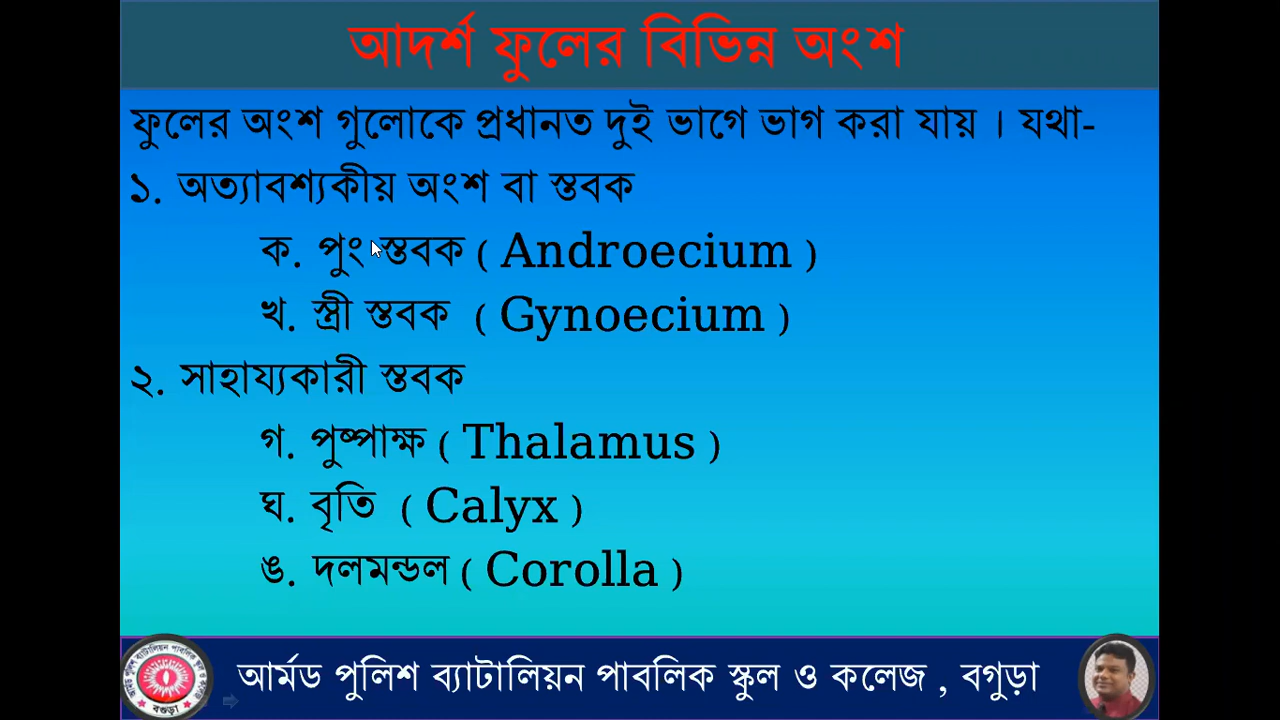 আদর্শ ফুলের বিভিন্ন অংশ
ফুলের অংশ গুলোকে প্রধানত দুই ভাগে ভাগ করা যায় । যথা-
১. অত্যাবশ্যকীয় অংশ বা স্তবক
ক. পুং স্তবক ( Androecium )
খ. স্ত্রী স্তবক ( Gynoecium )
২. সাহায্যকারী স্তবক
গ. পুষ্পাক্ষ ( Thalamus )
ঘ. বৃতি ( Calyx )
ঙ. দলমন্ডল ( Corolla )
আর্মড পুলিশ ব্যাটালিয়ন পাবলিক স্কুল ও কলেজ , বগুড়া
বগুড়া